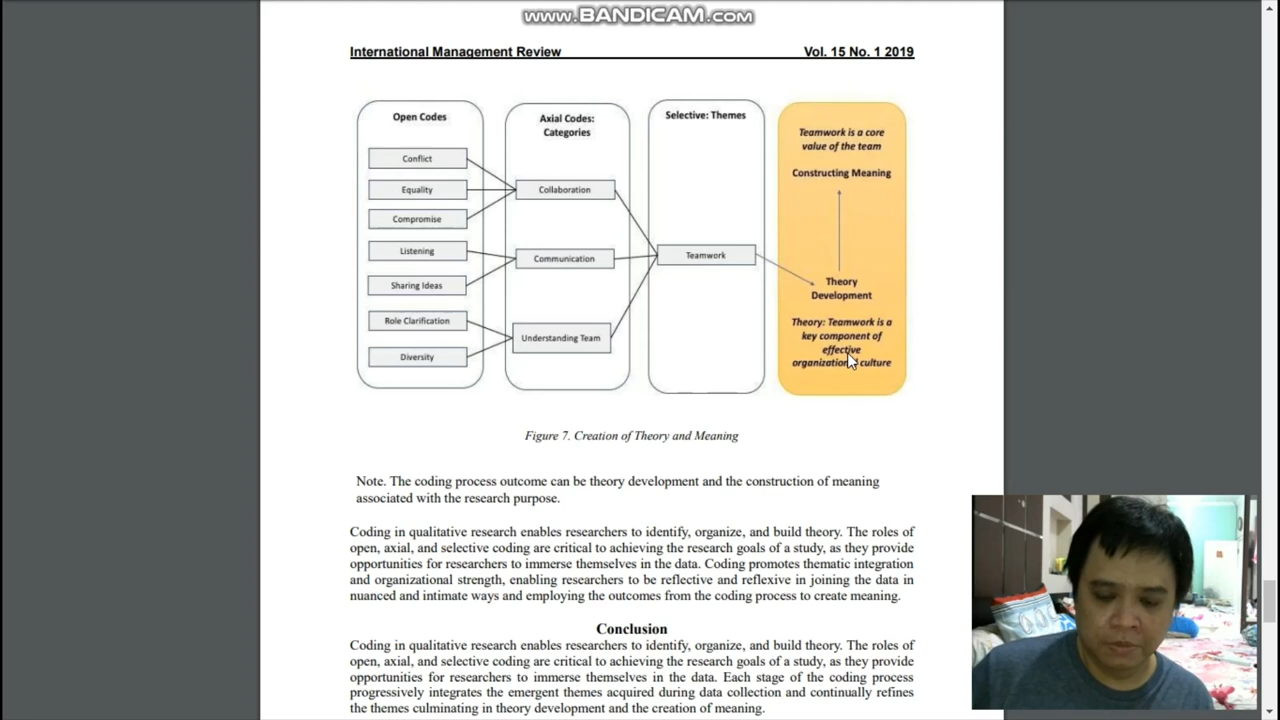 www.BANDICAM.com
International Management Review Vol. 15 No. 1 2019
Open Codes
Conflict
Equality
Compromise
Listening
Sharing Ideas
Role Clarification
Diversity
Axial Codes:
Categories
Collaboration
Communication
Understanding Team
Selective: Themes
Teamwork
Teamwork is a core
value of the team
Constructing Meaning
Theory
Development
Theory: Teamwork is a
key component of
effective
organizational culture
Figure 7. Creation of Theory and Meaning
Note. The coding process outcome can be theory development and the construction of meaning
associated with the research purpose.
Coding in qualitative research enables researchers to identify, organize, and build theory. The roles of
open, axial, and selective coding are critical to achieving the research goals of a study, as they provide
opportunities for researchers to immerse themselves in the data. Coding promotes thematic integration
and organizational strength, enabling researchers to be reflective and reflexive in joining the data in
nuanced and intimate ways and employing the outcomes from the coding process to create meaning.
Conclusion
Coding in qualitative research enables researchers to identify, organize, and build theory. The roles of
open, axial, and selective coding are critical to achieving the research goals of a study, as they provide
opportunities for researchers to immerse themselves in the data. Each stage of the coding process
progressively integrates the emergent themes acquired during data collection and continually refines
the themes culminating in theory development and the creation of meaning.